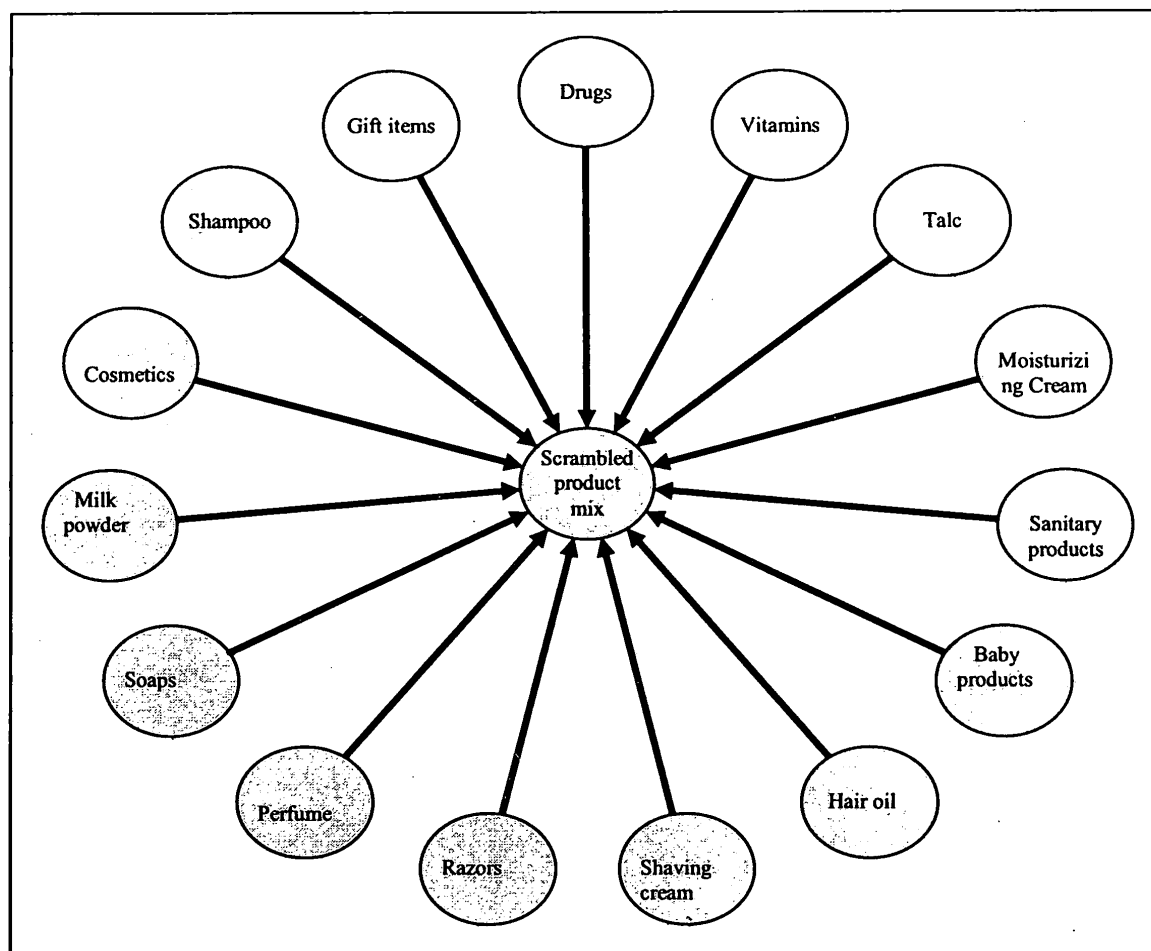 Drugs
Gift items
Vitamins
Shampoo
Talc
Cosmetics
Moisturizi
ng Cream
Scrambled
product
mix
Milk
powder
Sanitary
products
Soaps
Baby
products
Perfume
Hair oil
Razors
Shaving
cream